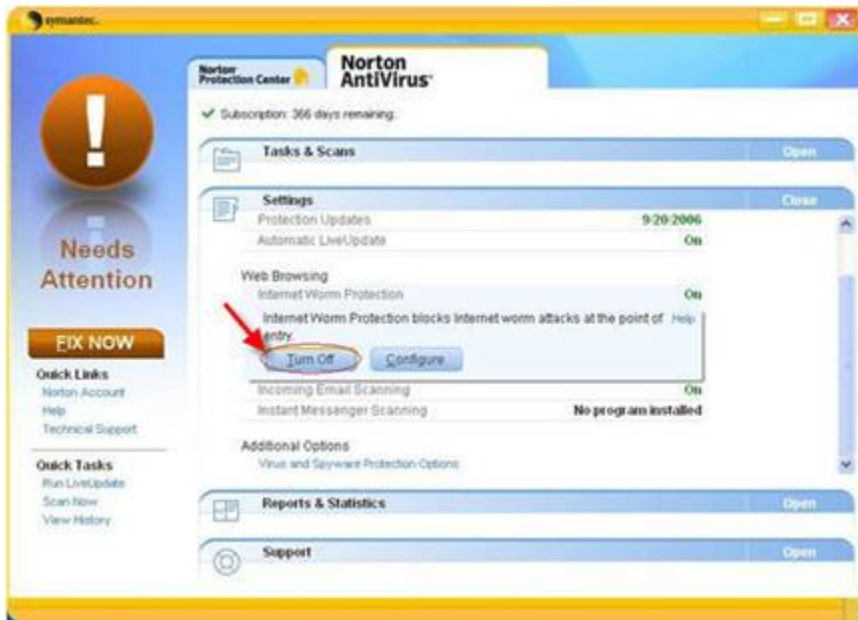 symantec.
Norton
Protection Center
Norton
AntiVirus
Subscription: 366 days remaining.
Tasks & Scans
Open
Settings
Close
Protection Updates
9/20/2006
Automatic LiveUpdate
On
Needs
Attention
FIX NOW
Web Browsing
Internet Worm Protection
On
Internet Worm Protection blocks Internet worm attacks at the point of
entry.
Help
Turn Off
Configure
Incoming Email Scanning
On
Instant Messenger Scanning
No program installed
Additional Options
Virus and Spyware Protection Options
Quick Links
Norton Account
Help
Technical Support
Quick Tasks
Run LiveUpdate
Scan Now
View History
Reports & Statistics
Open
Support
Open